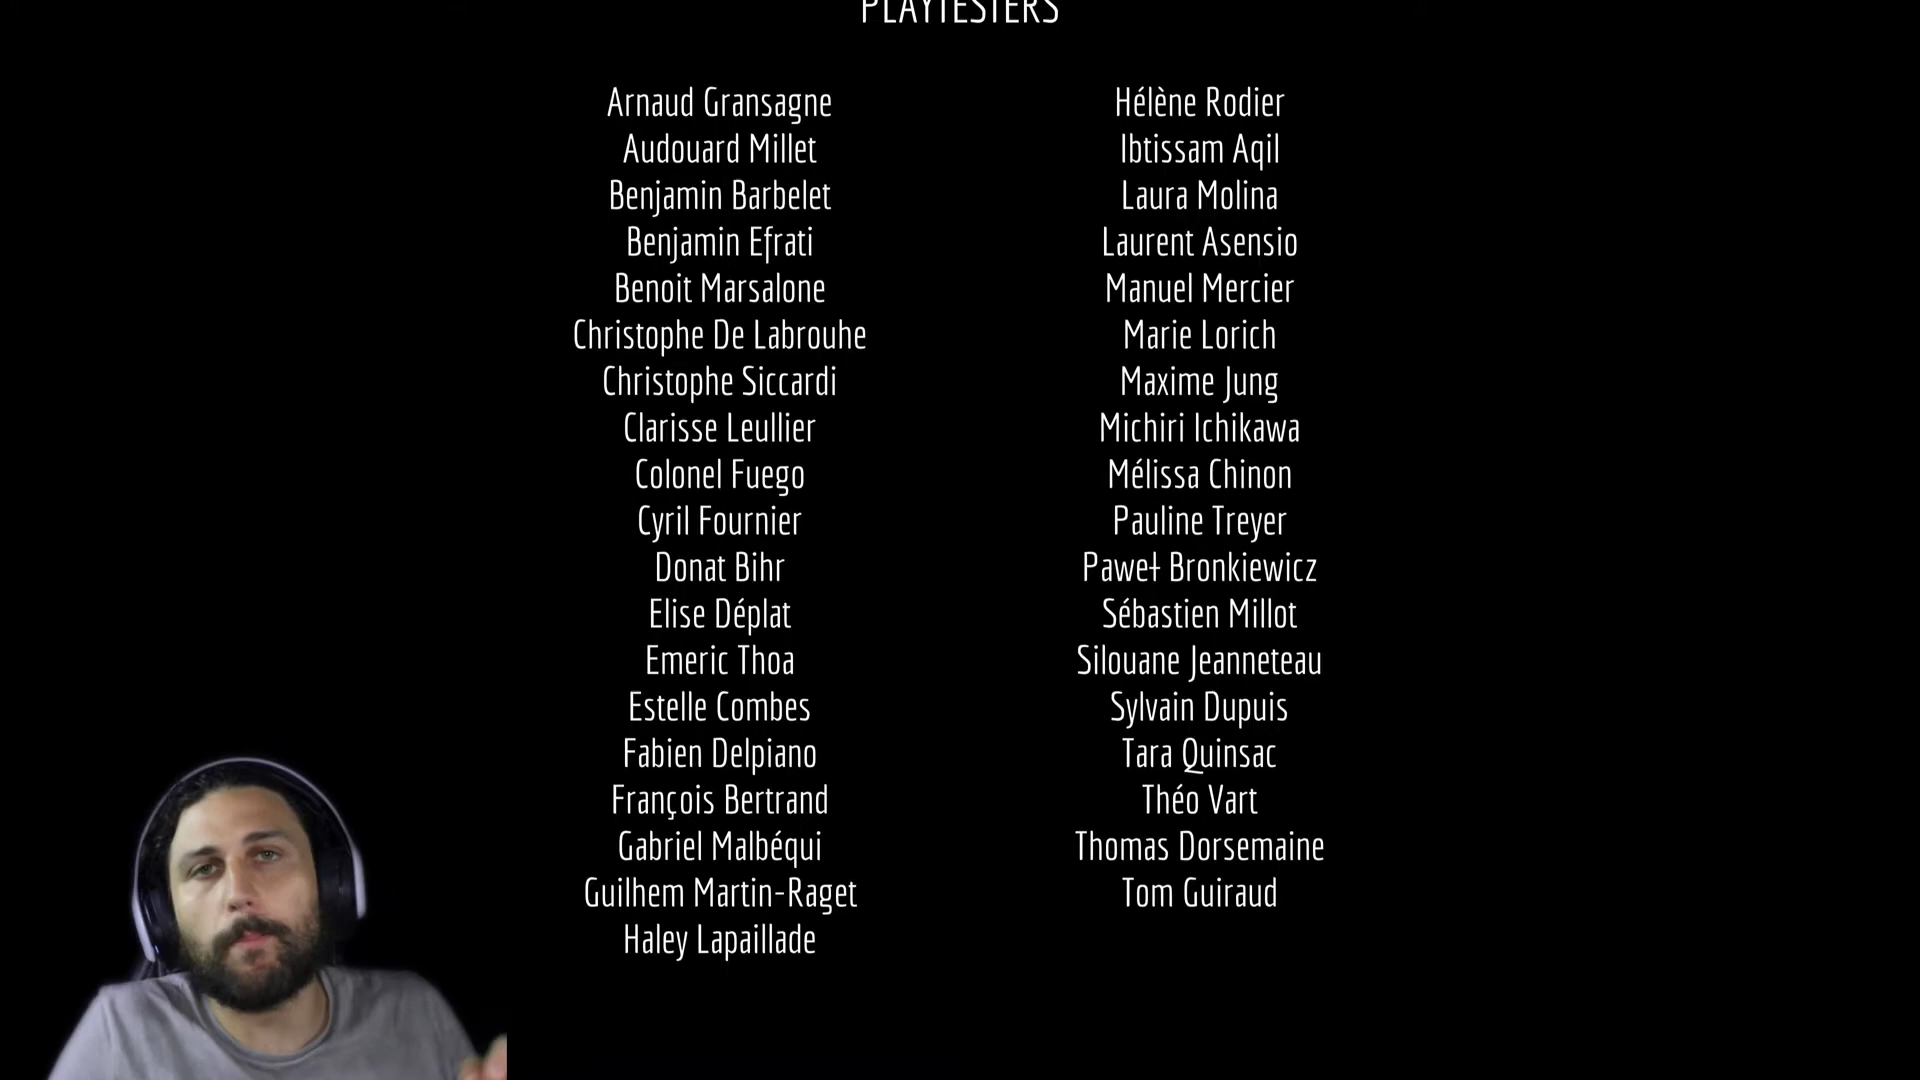 PLAYTESTERS
Arnaud Gransagne
Audouard Millet
Benjamin Barbelet
Benjamin Efrati
Benoit Marsalone
Christophe De Labrouhe
Christophe Siccardi
Clarisse Leullier
Colonel Fuego
Cyril Fournier
Donat Bihr
Elise Déplat
Emeric Thoa
Estelle Combes
Fabien Delpiano
François Bertrand
Gabriel Malbéqui
Guilhem Martin-Raget
Haley Lapaillade
Hélène Rodier
Ibtissam Aqil
Laura Molina
Laurent Asensio
Manuel Mercier
Marie Lorich
Maxime Jung
Michiri Ichikawa
Mélissa Chinon
Pauline Treyer
Paweł Bronkiewicz
Sébastien Millot
Silouane Jeanneteau
Sylvain Dupuis
Tara Quinsac
Théo Vart
Thomas Dorsemaine
Tom Guiraud